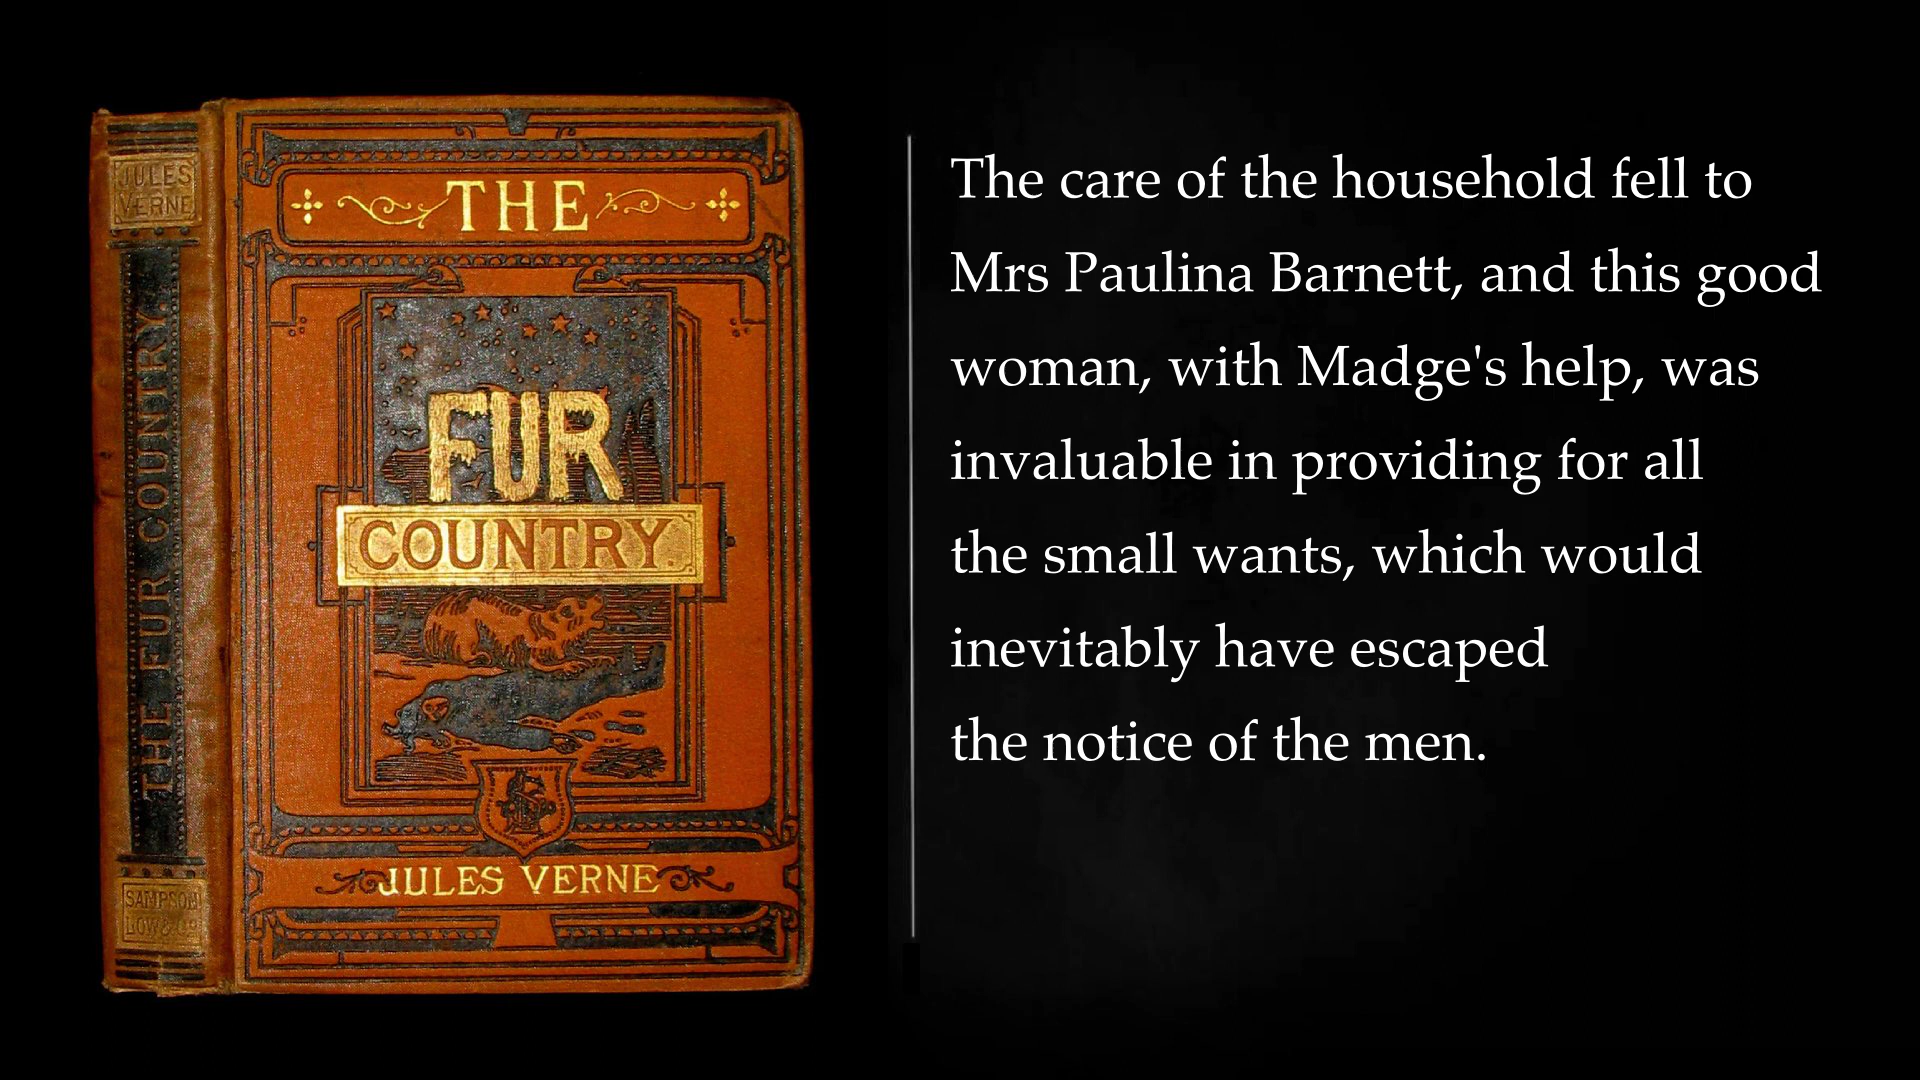 JULES
VERNE
THE FUR COUNTRY.
SAMPSON
LOW & Co
THE
FUR
COUNTRY.
JULES VERNE
The care of the household fell to
Mrs Paulina Barnett, and this good
woman, with Madge's help, was
invaluable in providing for all
the small wants, which would
inevitably have escaped
the notice of the men.